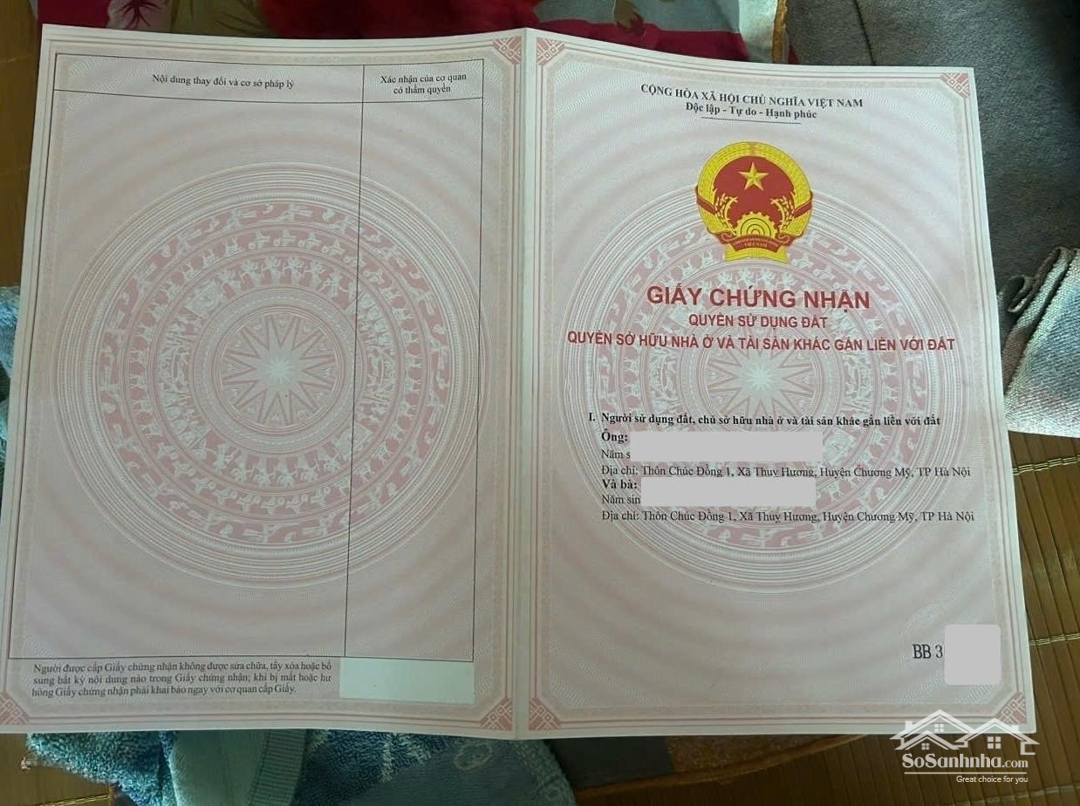 Nội dung thay đổi và cơ sở pháp lý
Xác nhận của cơ quan
có thẩm quyền
Người được cấp Giấy chứng nhận không được sửa chữa, tẩy xóa hoặc bổ
sung bất kỳ nội dung nào trong Giấy chứng nhận; khi bị mất hoặc hư
hỏng Giấy chứng nhận phải khai báo ngay với cơ quan cấp Giấy.
CỘNG HÒA XÃ HỘI CHỦ NGHĨA VIỆT NAM
Độc lập - Tự do - Hạnh phúc
GIẤY CHỨNG NHẬN
QUYỀN SỬ DỤNG ĐẤT
QUYỀN SỞ HỮU NHÀ Ở VÀ TÀI SẢN KHÁC GẮN LIỀN VỚI ĐẤT
I. Người sử dụng đất, chủ sở hữu nhà ở và tài sản khác gắn liền với đất
Ông:
Năm s
Địa chỉ: Thôn Chúc Đồng 1, Xã Thuỵ Hương, Huyện Chương Mỹ, TP Hà Nội
Và bà:
Năm sin
Địa chỉ: Thôn Chúc Đồng 1, Xã Thuỵ Hương, Huyện Chương Mỹ, TP Hà Nội
BB 3
SoSanhnha.com
Great choice for you